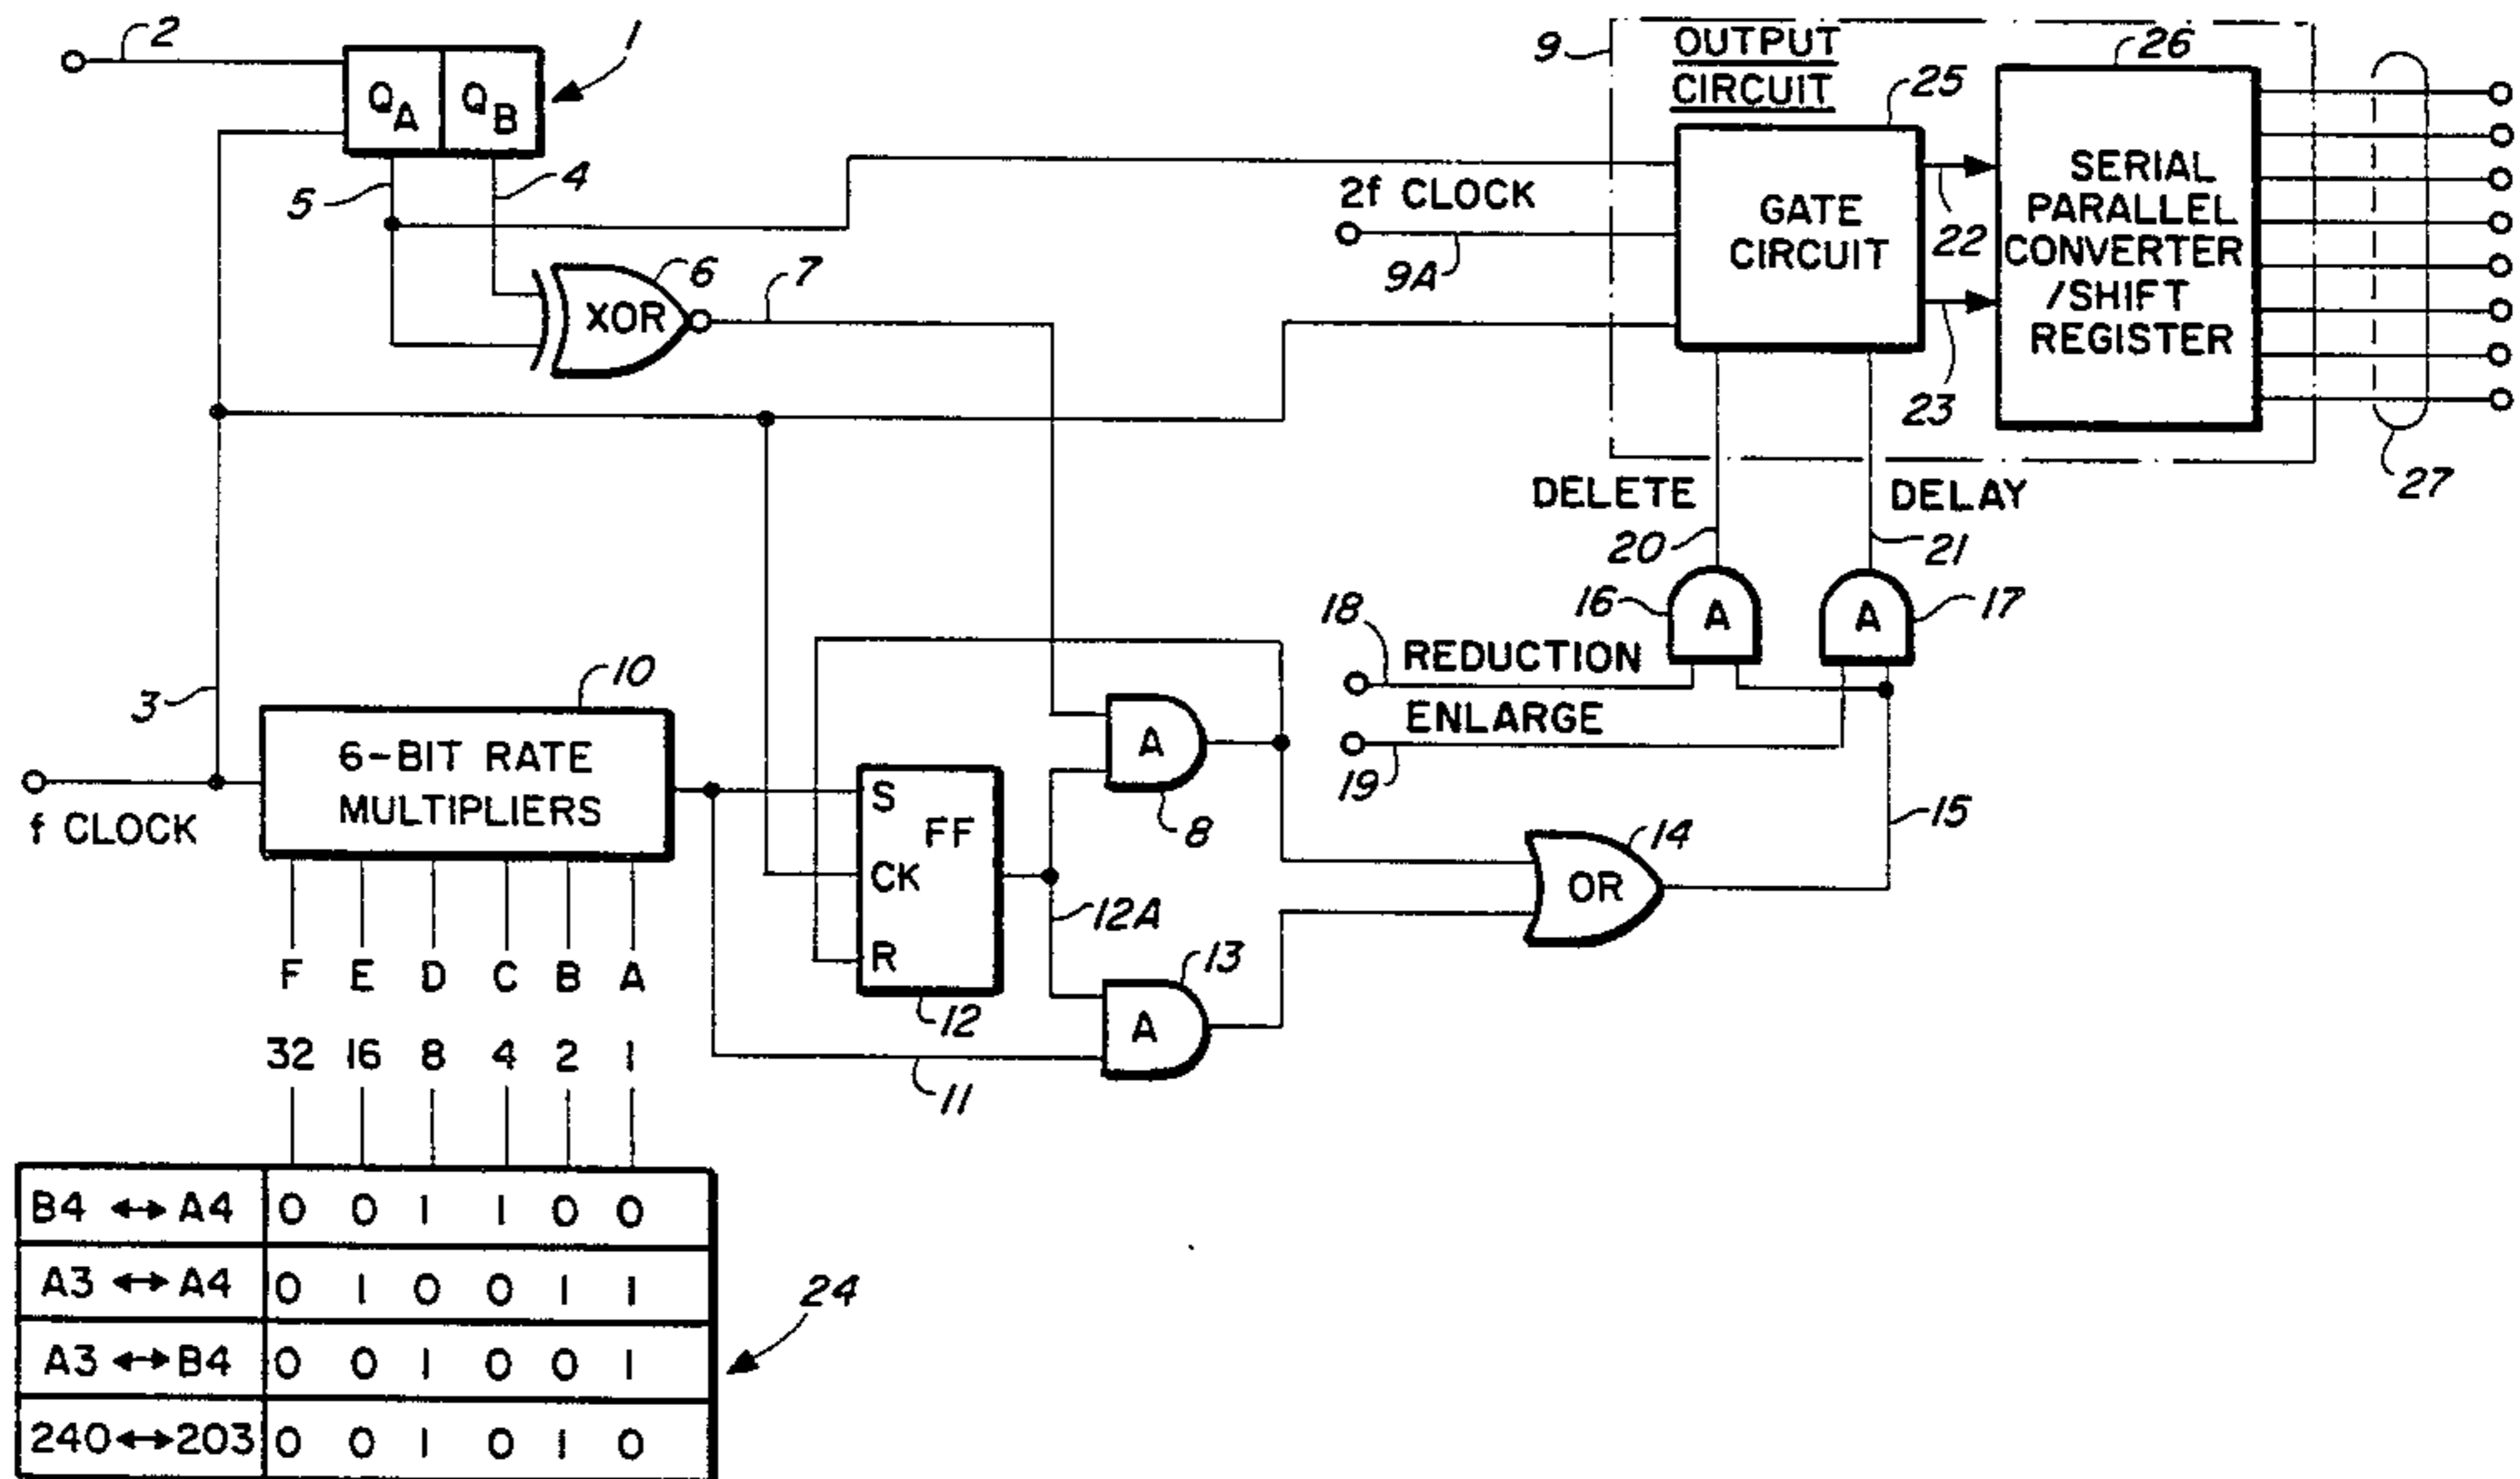 2
1
Q A
Q B
5
4
XOR
6
7
9
OUTPUT
CIRCUIT
2f CLOCK
9A
25
GATE
CIRCUIT
22
23
26
SERIAL
PARALLEL
CONVERTER
/SHIFT
REGISTER
27
DELETE
DELAY
20
21
16
A
A
17
18
REDUCTION
ENLARGE
19
3
10
6-BIT RATE
MULTIPLIERS
f CLOCK
S
FF
CK
R
12
A
8
12A
A
13
OR
14
15
11
F E D C B A
32 16 8 4 2 1
B4 ↔ A4 0 0 1 1 0 0
A3 ↔ A4 0 1 0 0 1 1
A3 ↔ B4 0 0 1 0 0 1
240 ↔ 203 0 0 1 0 1 0
24